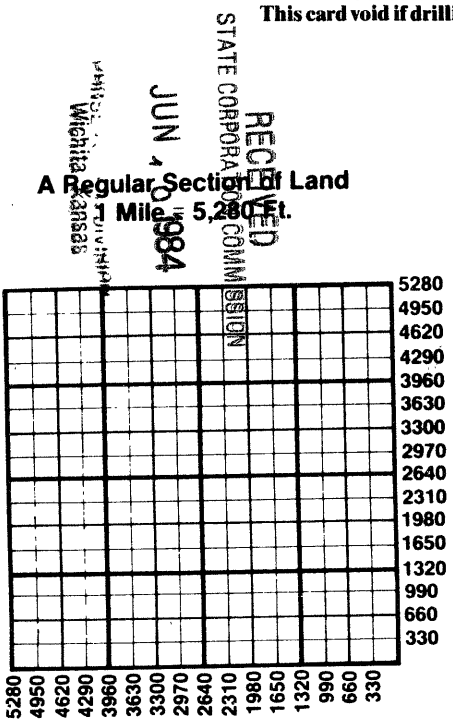 This card void if drilli
RECEIVED
STATE CORPORATION COMMISSION
JUN 1984
DIVISION
Wichita, Kansas
A Regular Section of Land
1 Mile = 5,280 Ft.
5280
4950
4620
4290
3960
3630
3300
2970
2640
2310
1980
1650
1320
990
660
330
5280 4950 4620 4290 3960 3630 3300 2970 2640 2310 1980 1650 1320 990 660 330